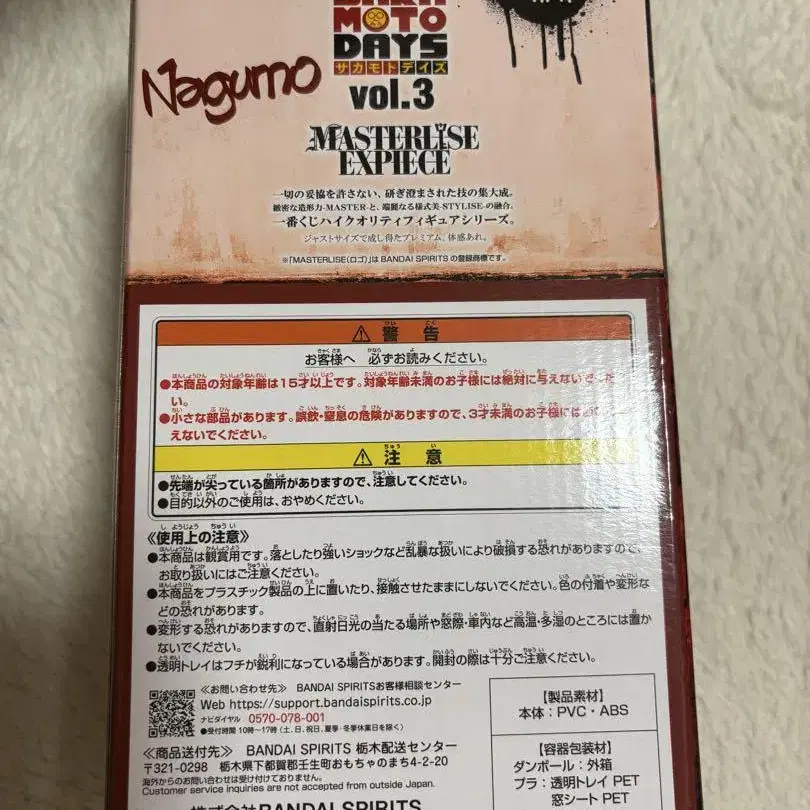 MOTO
DAYS
サカモトデイズ
Nagumo
vol.3
MASTERLISE
EXPIECE
一切の妥協を許さない、研ぎ澄まされた技の集大成。
緻密な造形力-MASTER-と、端麗なる様式美-STYLISE-の融合。
一番くじハイクオリティフィギュアシリーズ。
ジャストサイズで成し得たプレミアム、体感あれ。
※「MASTERLISE(ロゴ)」はBANDAI SPIRITSの登録商標です。
⚠警告
お客様へ 必ずお読みください。
●本商品の対象年齢は15才以上です。対象年齢未満のお子様には絶対に与えないでくださ
い。
●小さな部品があります。誤飲・窒息の危険がありますので、3才未満のお子様には絶対に与
えないでください。
⚠注意
●先端が尖っている箇所がありますので、注意してください。
●目的以外のご使用は、おやめください。
《使用上の注意》
●本商品は観賞用です。落としたり強いショックなど乱暴な扱いにより破損する恐れがありますので、
お取り扱いにはご注意ください。
●本商品をプラスチック製品の上に置いたり、接触させたままにしないでください。色の付着や変形な
どの恐れがあります。
●変形する恐れがありますので、直射日光の当たる場所や窓際・車内など高温・多湿のところには置か
ないでください。
●透明トレイはフチが鋭利になっている場合があります。開封の際は十分ご注意ください。
≪お問い合わせ先≫ BANDAI SPIRITSお客様相談センター
Web https://support.bandaispirits.co.jp
ナビダイヤル 0570-078-001
●受付時間 10時〜17時(土、日、祝日、夏季・冬季休業日を除く)
≪商品送付先≫ BANDAI SPIRITS 栃木配送センター
〒321-0298 栃木県下都賀郡壬生町おもちゃのまち4-2-20
海外からのお問い合わせは受け付けておりません。
Customer service inquiries are not accepted from outside Japan.
株式会社BANDAI SPIRITS
【製品素材】
本体：PVC・ABS
【容器包装材】
ダンボール：外箱
プラ：透明トレイ PET
窓シート PET